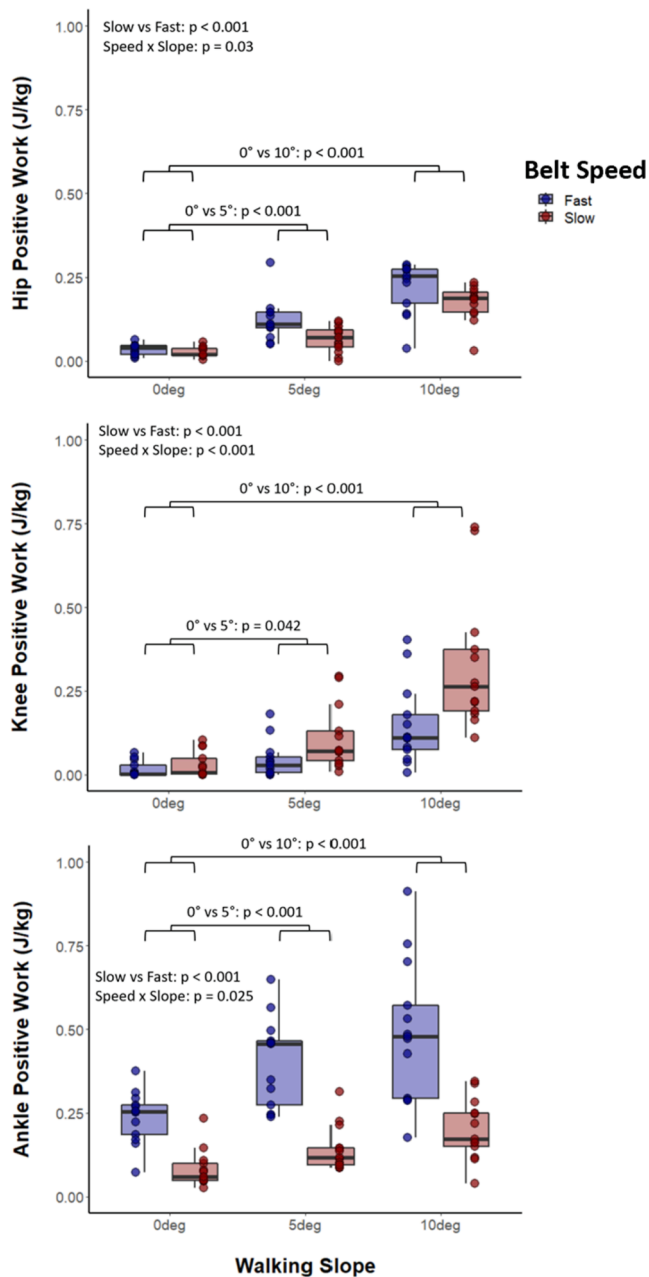 Slow vs Fast: p < 0.001
Speed x Slope: p = 0.03
Hip Positive Work (J/kg)
1.00
0.75
0.50
0.25
0.00
0° vs 10°: p < 0.001
0° vs 5°: p < 0.001
0deg
5deg
10deg
Belt Speed
Fast
Slow
Slow vs Fast: p < 0.001
Speed x Slope: p < 0.001
Knee Positive Work (J/kg)
1.00
0.75
0.50
0.25
0.00
0° vs 10°: p < 0.001
0° vs 5°: p = 0.042
0deg
5deg
10deg
0° vs 10°: p < 0.001
0° vs 5°: p < 0.001
Slow vs Fast: p < 0.001
Speed x Slope: p = 0.025
Ankle Positive Work (J/kg)
1.00
0.75
0.50
0.25
0.00
0deg
5deg
10deg
Walking Slope